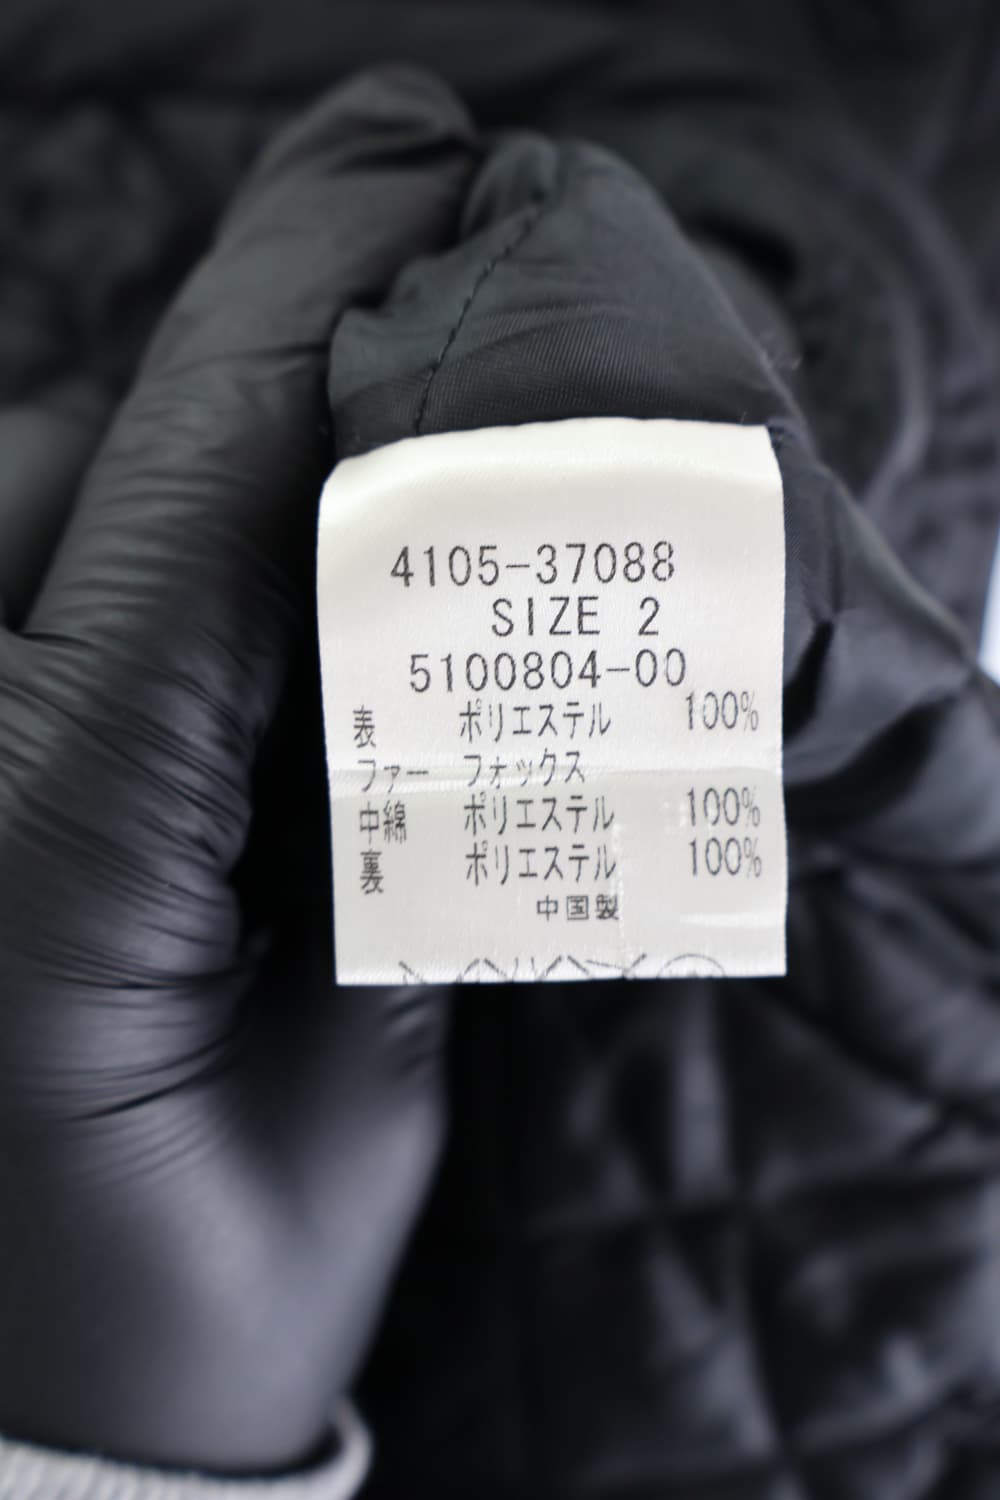 4105-37088
SIZE 2
5100804-00
表 ポリエステル 100%
ファー フォックス
中綿 ポリエステル 100%
裏 ポリエステル 100%
中国製